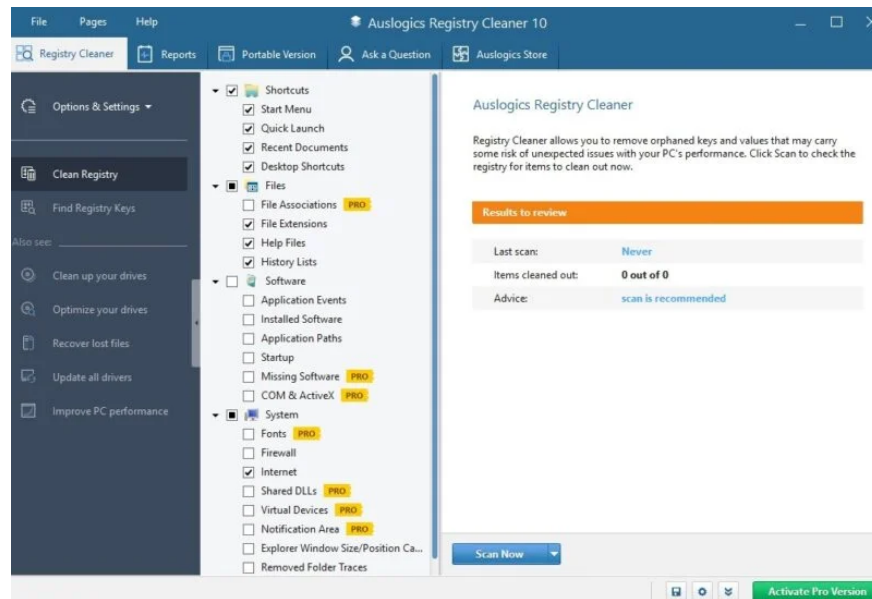 File Pages Help
Auslogics Registry Cleaner 10
Registry Cleaner
Reports
Portable Version
Ask a Question
Auslogics Store
Options & Settings
Clean Registry
Find Registry Keys
Also see:
Clean up your drives
Optimize your drives
Recover lost files
Update all drivers
Improve PC performance
Shortcuts
Start Menu
Quick Launch
Recent Documents
Desktop Shortcuts
Files
File Associations PRO
File Extensions
Help Files
History Lists
Software
Application Events
Installed Software
Application Paths
Startup
Missing Software PRO
COM & ActiveX PRO
System
Fonts PRO
Firewall
Internet
Shared DLLs PRO
Virtual Devices PRO
Notification Area PRO
Explorer Window Size/Position Ca...
Removed Folder Traces
Auslogics Registry Cleaner
Registry Cleaner allows you to remove orphaned keys and values that may carry
some risk of unexpected issues with your PC's performance. Click Scan to check the
registry for items to clean out now.
Results to review
Last scan: Never
Items cleaned out: 0 out of 0
Advice: scan is recommended
Scan Now
Activate Pro Version